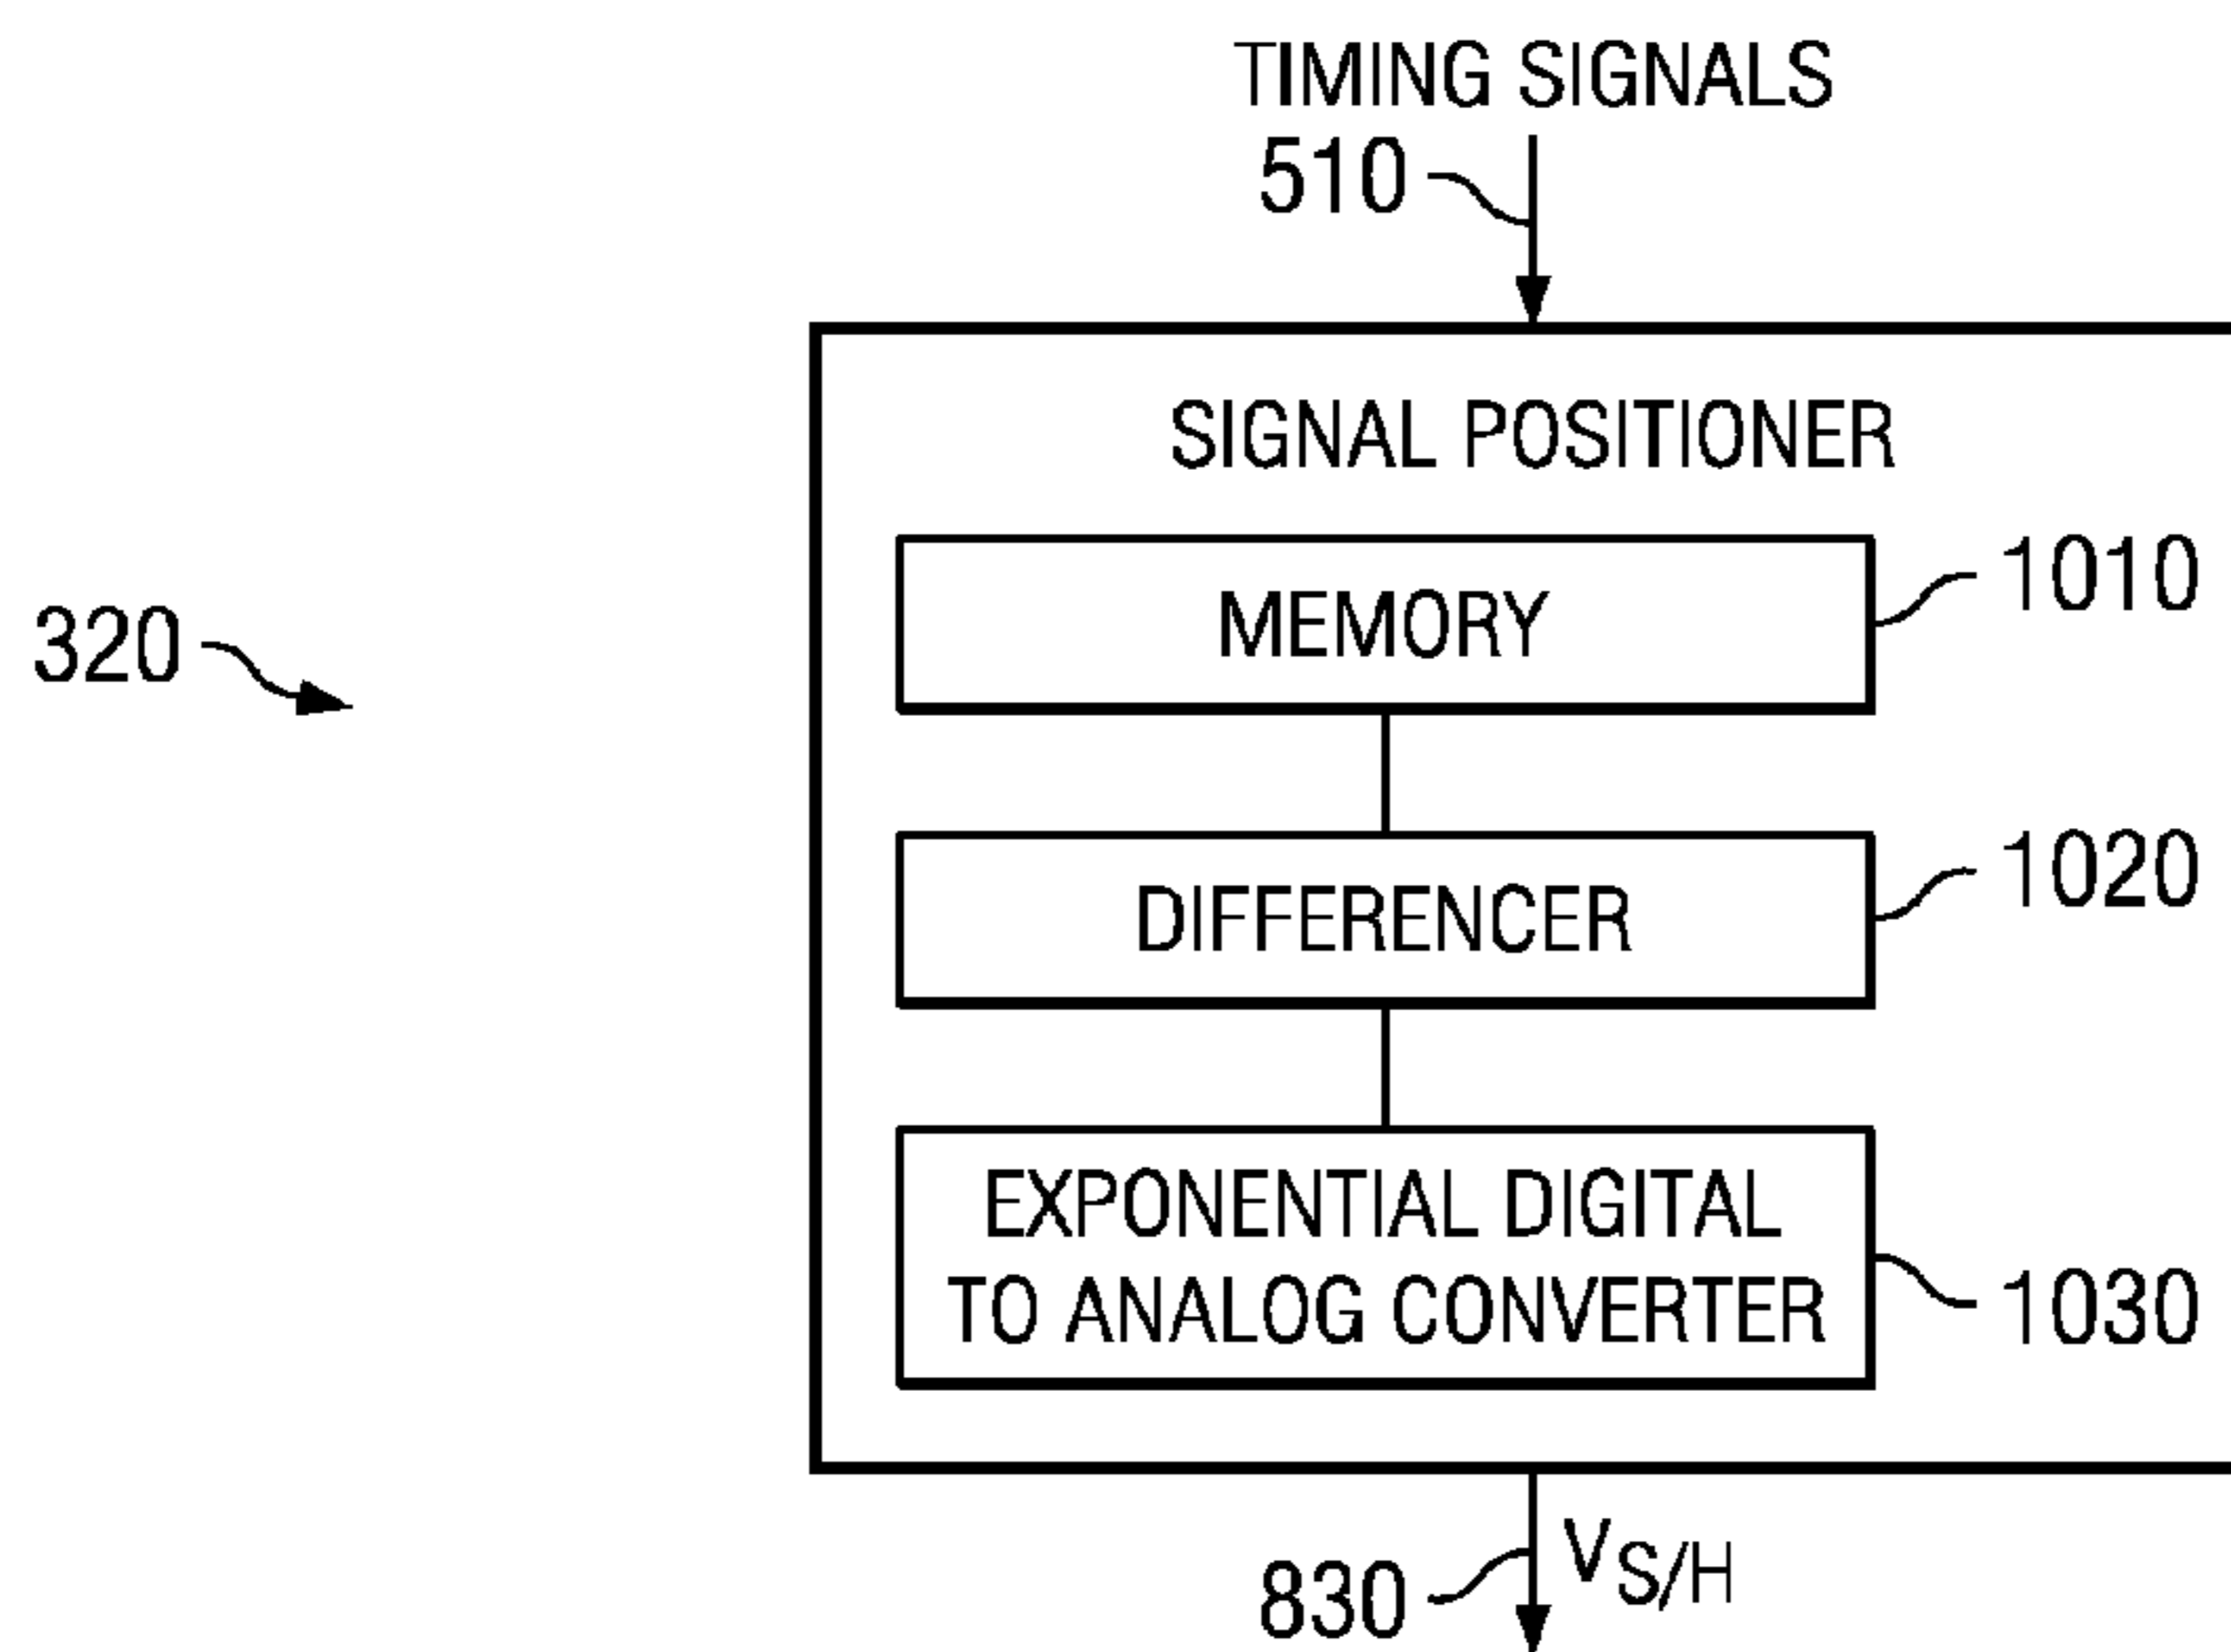 TIMING SIGNALS
510
SIGNAL POSITIONER
MEMORY
1010
320
DIFFERENCER
1020
EXPONENTIAL DIGITAL
TO ANALOG CONVERTER
1030
VS/H
830